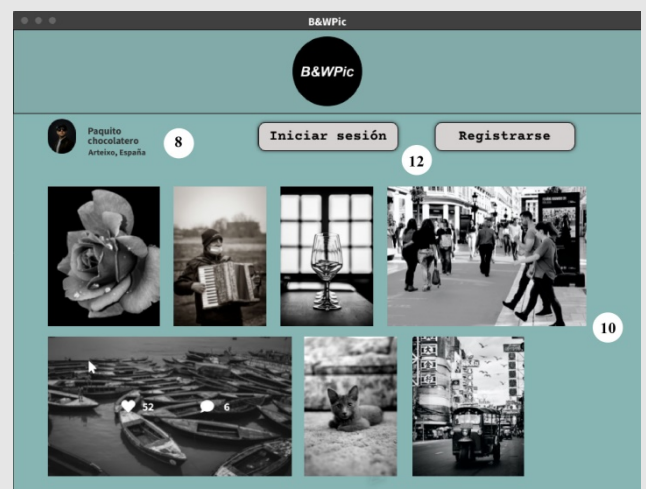 B&WPic
B&WPic
Paquito
chocolatero
Arteixo, España
8
Iniciar sesión
12
Registrarse
10
52
6